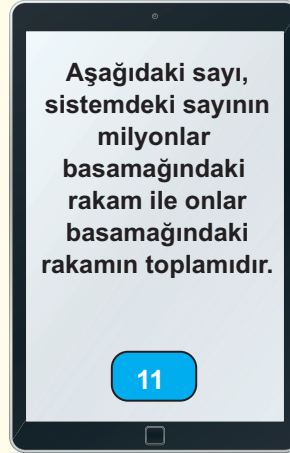 Aşağıdaki sayı,
sistemdeki sayının
milyonlar
basamağındaki
rakam ile onlar
basamağındaki
rakamın toplamıdır.
11